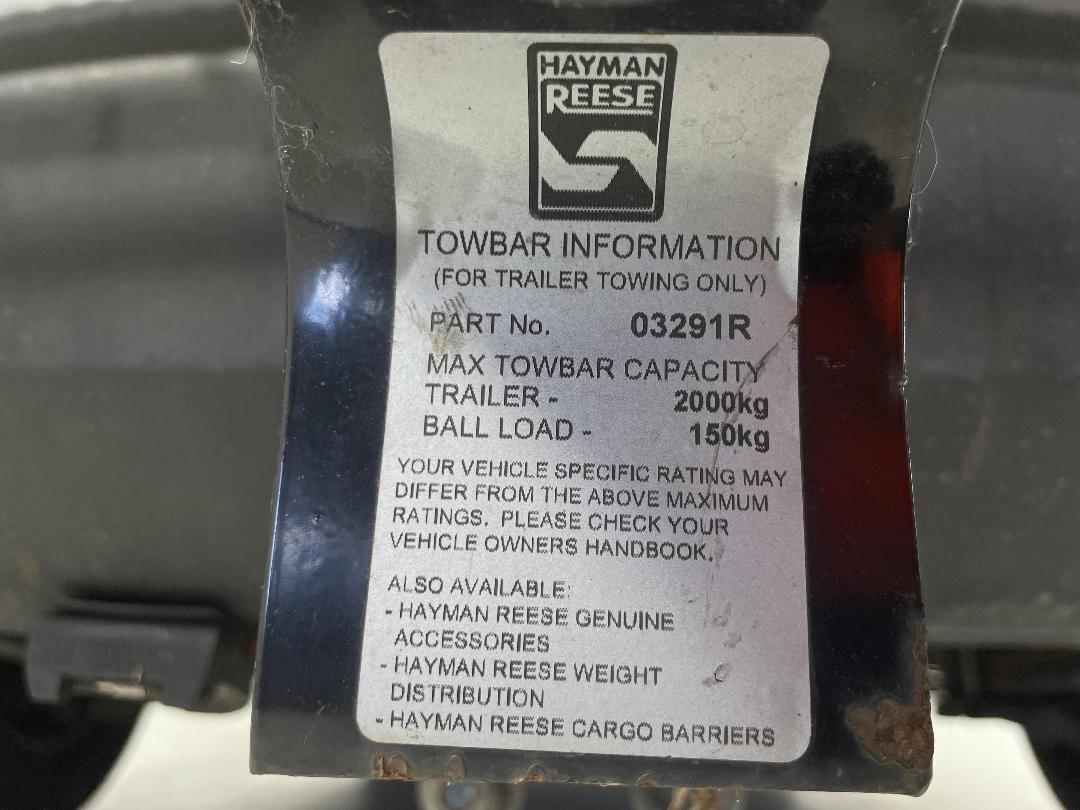 HAYMAN
REESE
TOWBAR INFORMATION
(FOR TRAILER TOWING ONLY)
PART No. 03291R
MAX TOWBAR CAPACITY
TRAILER - 2000kg
BALL LOAD - 150kg
YOUR VEHICLE SPECIFIC RATING MAY
DIFFER FROM THE ABOVE MAXIMUM
RATINGS. PLEASE CHECK YOUR
VEHICLE OWNERS HANDBOOK.
ALSO AVAILABLE:
- HAYMAN REESE GENUINE
ACCESSORIES
- HAYMAN REESE WEIGHT
DISTRIBUTION
- HAYMAN REESE CARGO BARRIERS